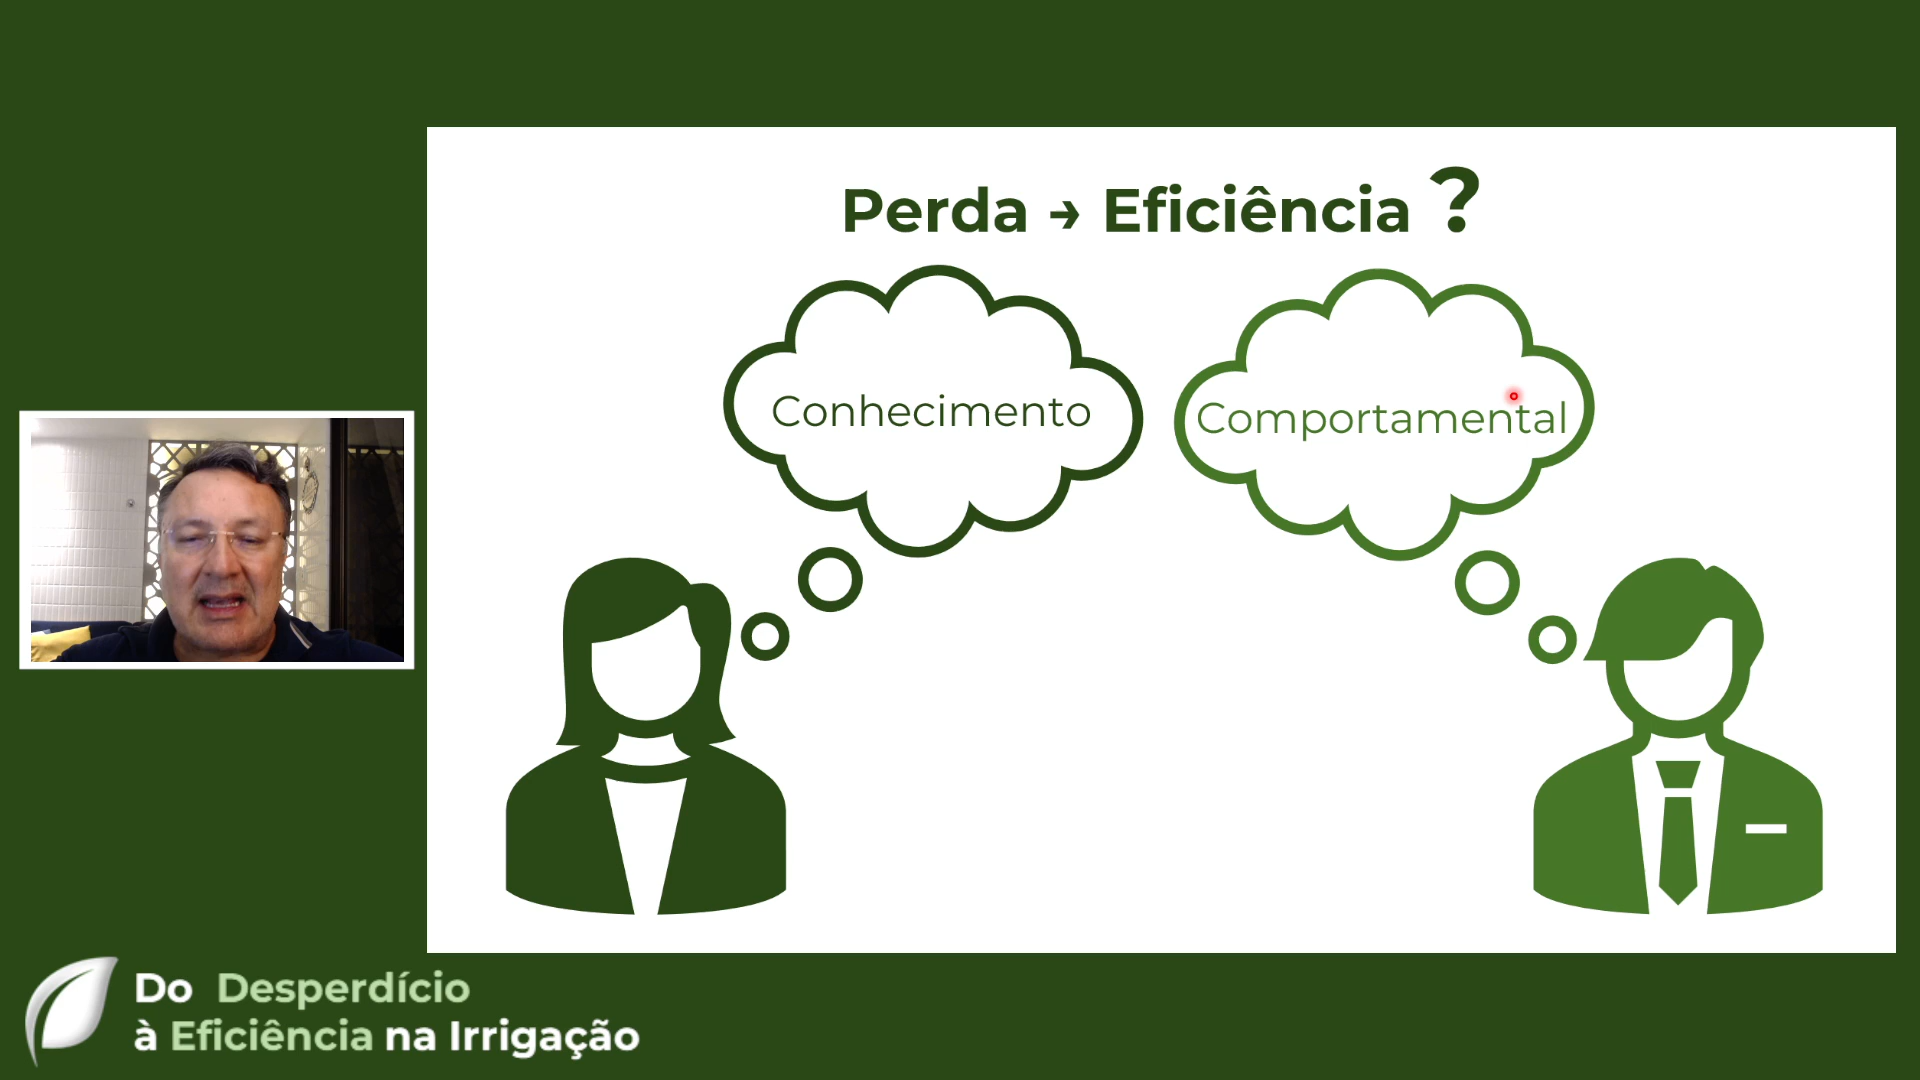 Perda → Eficiência ?
Conhecimento
Comportamental
Do Desperdício
à Eficiência na Irrigação